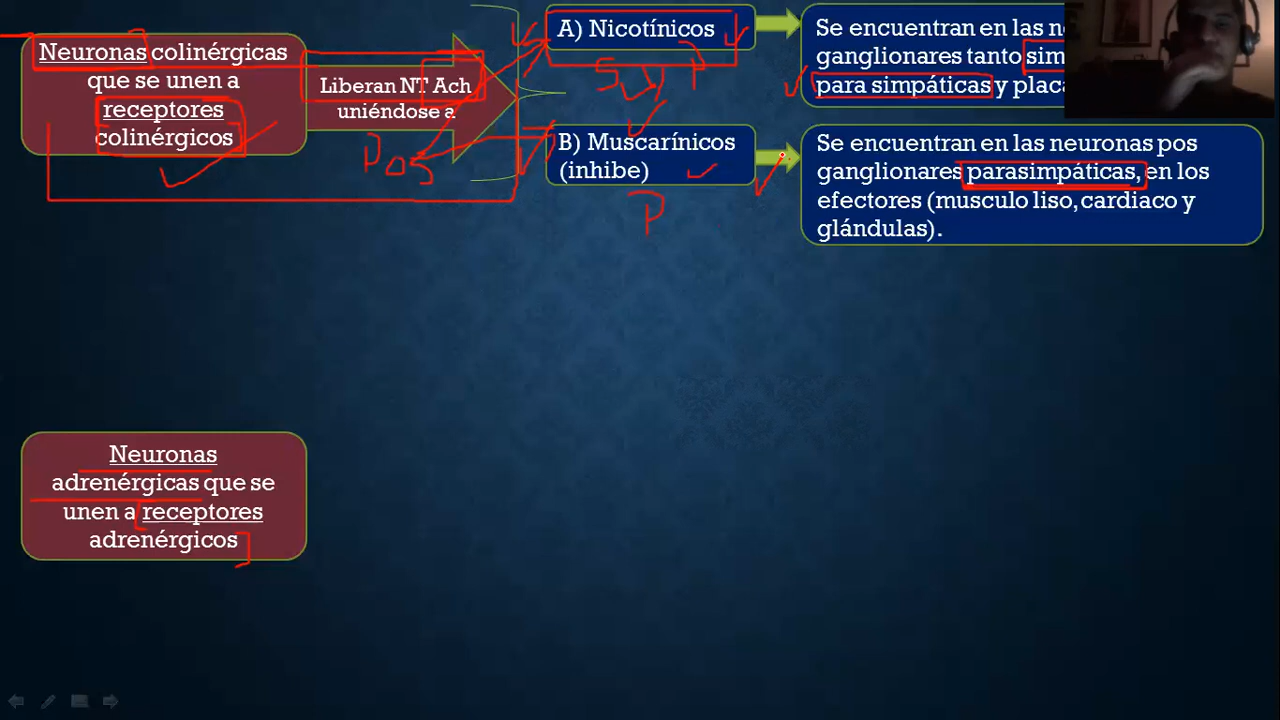 Neuronas colinérgicas
que se unen a
receptores
colinérgicos
Liberan NT Ach
uniéndose a
Pos
A) Nicotínicos
S y P
B) Muscarínicos
(inhibe)
P
Se encuentran en las
ganglionares tanto
para simpáticas y
Se encuentran en las neuronas pos
ganglionares parasimpáticas, en los
efectores (musculo liso, cardiaco y
glándulas).
Neuronas
adrenérgicas que se
unen a receptores
adrenérgicos